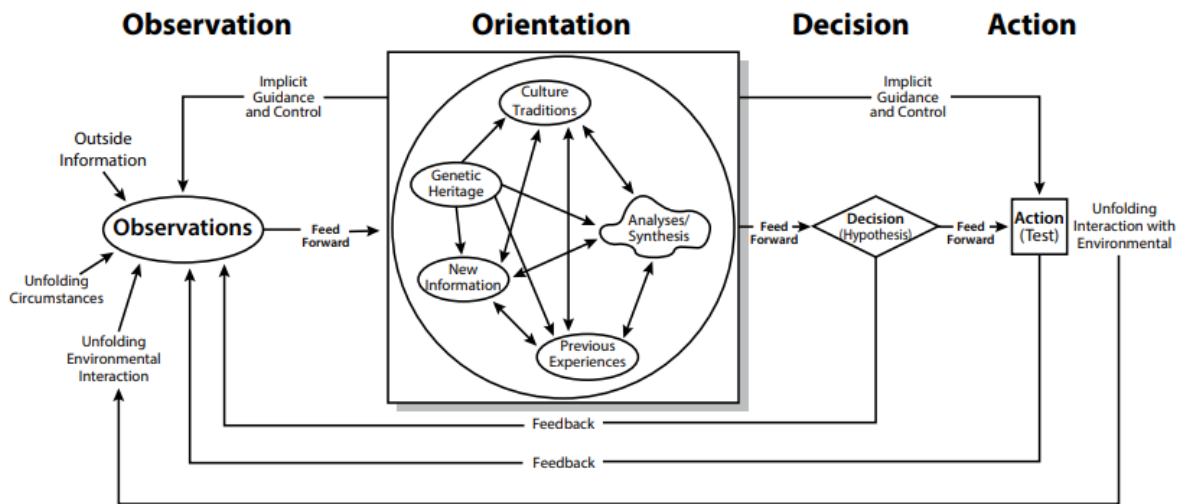 Observation
Orientation
Decision
Action
Implicit
Guidance
and Control
Outside
Information
Observations
Unfolding
Circumstances
Unfolding
Environmental
Interaction
Feed
Forward
Culture
Traditions
Genetic
Heritage
Analyses/
Synthesis
New
Information
Previous
Experiences
Feed
Forward
Decision
(Hypothesis)
Feed
Forward
Implicit
Guidance
and Control
Action
(Test)
Unfolding
Interaction with
Environmental
Feedback
Feedback